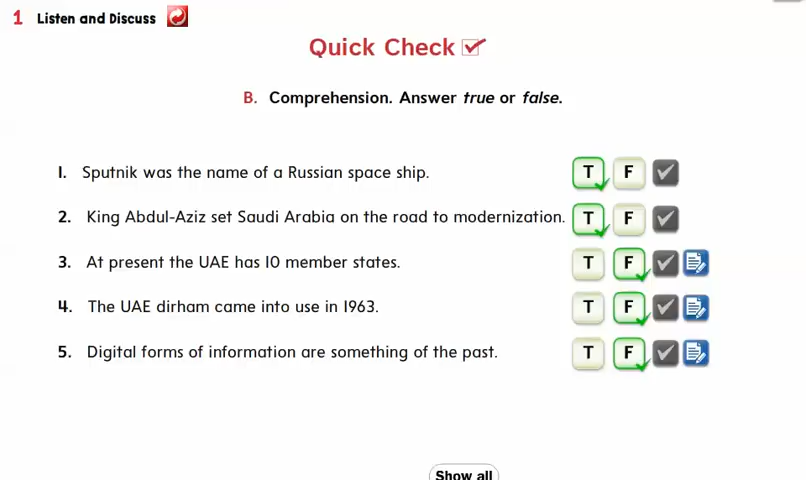 1 Listen and Discuss
Quick Check
B. Comprehension. Answer true or false.
1. Sputnik was the name of a Russian space ship. T F
2. King Abdul-Aziz set Saudi Arabia on the road to modernization. T F
3. At present the UAE has 10 member states. T F
4. The UAE dirham came into use in 1963. T F
5. Digital forms of information are something of the past. T F
Show all